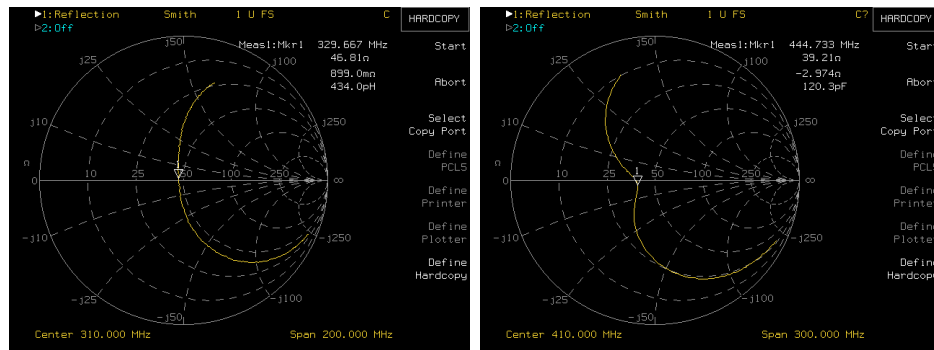 ►1:Reflection Smith 1 U FS C
▷2:Off
HARDCOPY
Meas1:Mkr1 329.667 MHz
46.81Ω
899.0mΩ
434.0pH
j50
j25
j100
j10
j250
Ω
0 10 25 50 100 250 ∞
1
-j10
-j250
-j25
-j100
-j50
Start
Abort
Select
Copy Port
Define
PCL5
Define
Printer
Define
Plotter
Define
Hardcopy
Center 310.000 MHz Span 200.000 MHz
►1:Reflection Smith 1 U FS C?
▷2:Off
HARDCOPY
Meas1:Mkr1 444.733 MHz
39.21Ω
-2.974Ω
120.3pF
j50
j25
j100
j10
j250
Ω
0 10 25 50 100 250 ∞
1
-j10
-j250
-j25
-j100
-j50
Start
Abort
Select
Copy Port
Define
PCL5
Define
Printer
Define
Plotter
Define
Hardcopy
Center 410.000 MHz Span 300.000 MHz